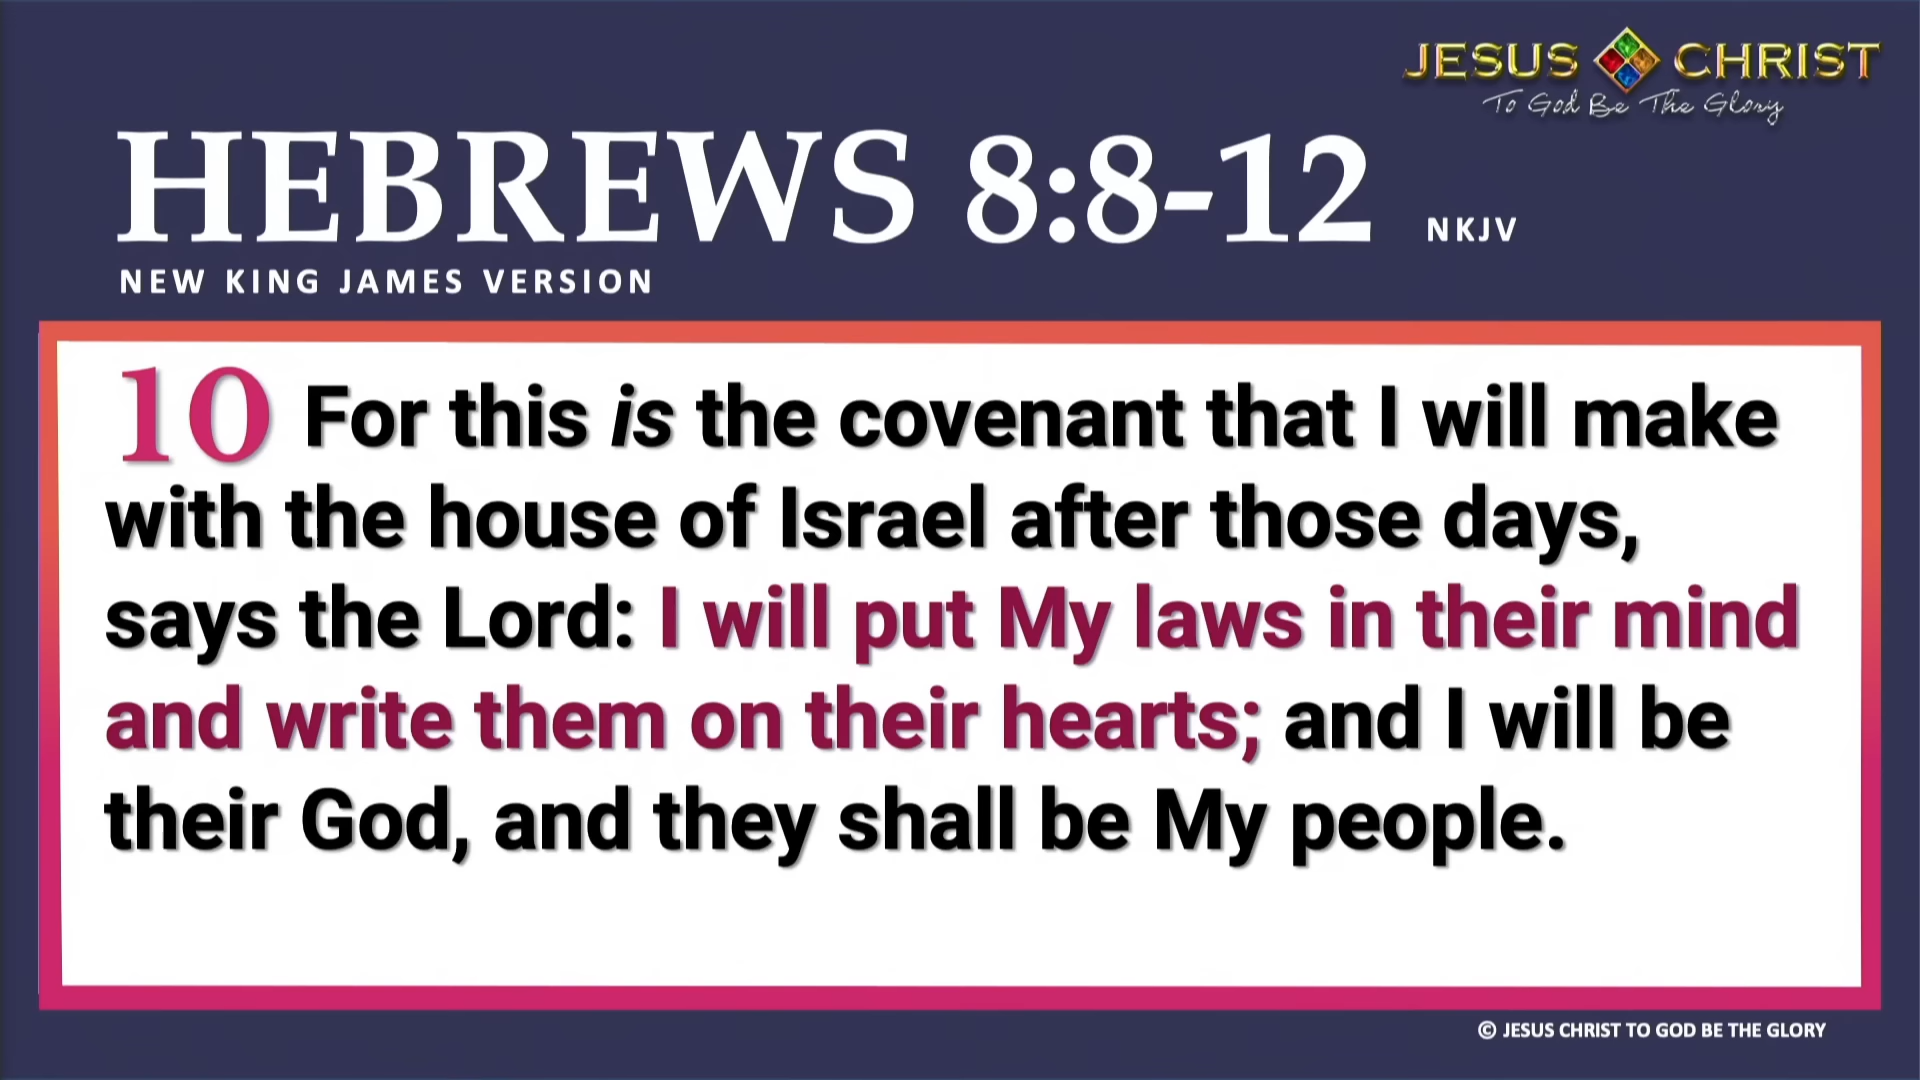 JESUS CHRIST
To God Be The Glory
HEBREWS 8:8-12 NKJV
NEW KING JAMES VERSION
10 For this is the covenant that I will make
with the house of Israel after those days,
says the Lord: I will put My laws in their mind
and write them on their hearts; and I will be
their God, and they shall be My people.
© JESUS CHRIST TO GOD BE THE GLORY